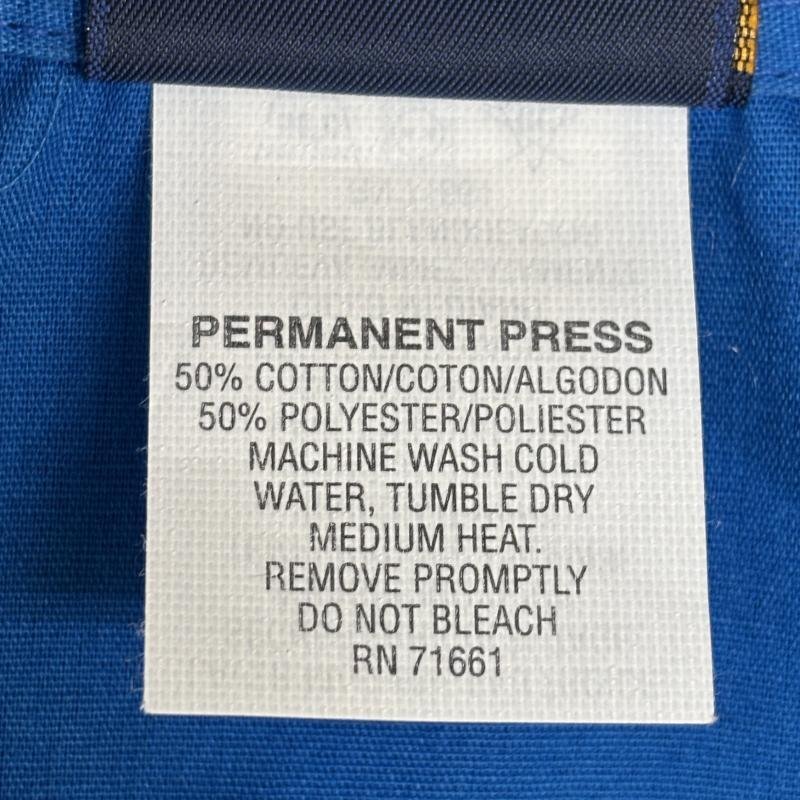 PERMANENT PRESS
50% COTTON/COTON/ALGODON
50% POLYESTER/POLIESTER
MACHINE WASH COLD
WATER, TUMBLE DRY
MEDIUM HEAT.
REMOVE PROMPTLY
DO NOT BLEACH
RN 71661